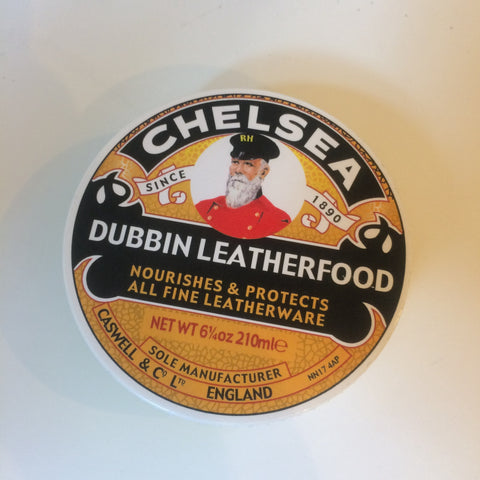 CHELSEA
RH
SINCE 1890
DUBBIN LEATHERFOOD
NOURISHES & PROTECTS
ALL FINE LEATHERWARE
NET WT 6¼oz 210ml℮
SOLE MANUFACTURER
CASWELL & Cº Lᵀᴰ ENGLAND
NN17 4AP